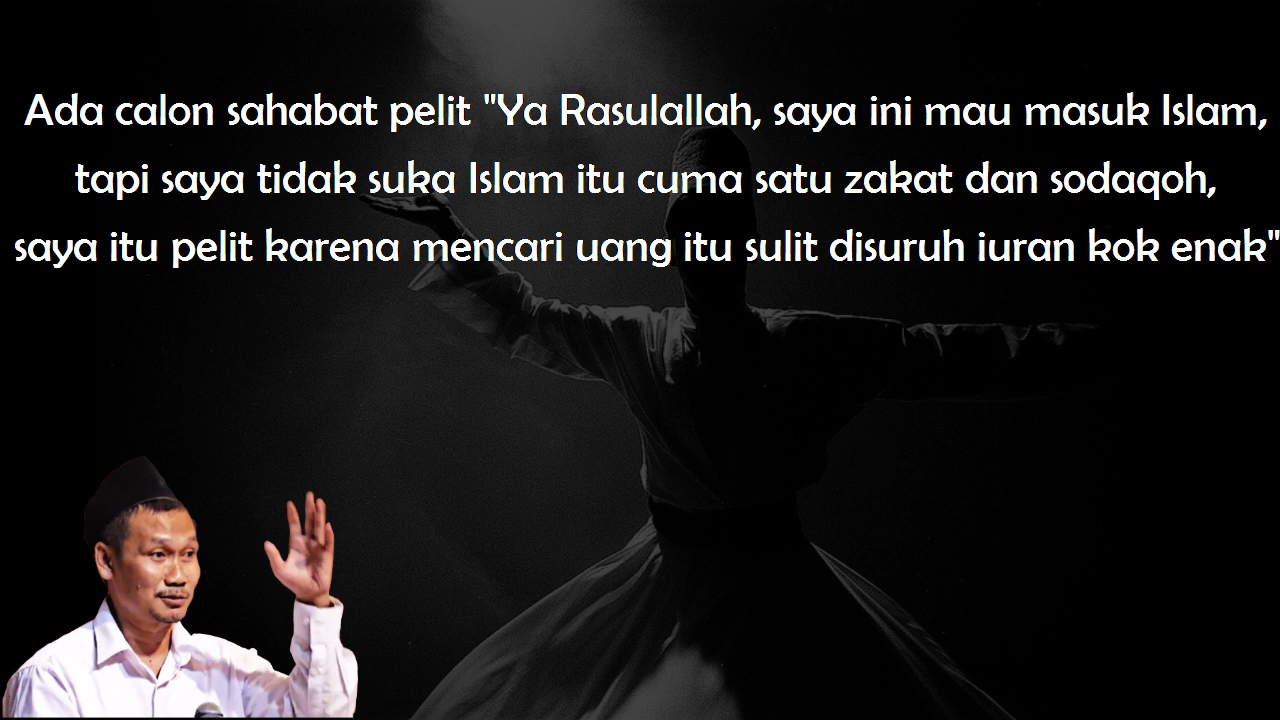 Ada calon sahabat pelit "Ya Rasulallah, saya ini mau masuk Islam,
tapi saya tidak suka Islam itu cuma satu zakat dan sodaqoh,
saya itu pelit karena mencari uang itu sulit disuruh iuran kok enak"